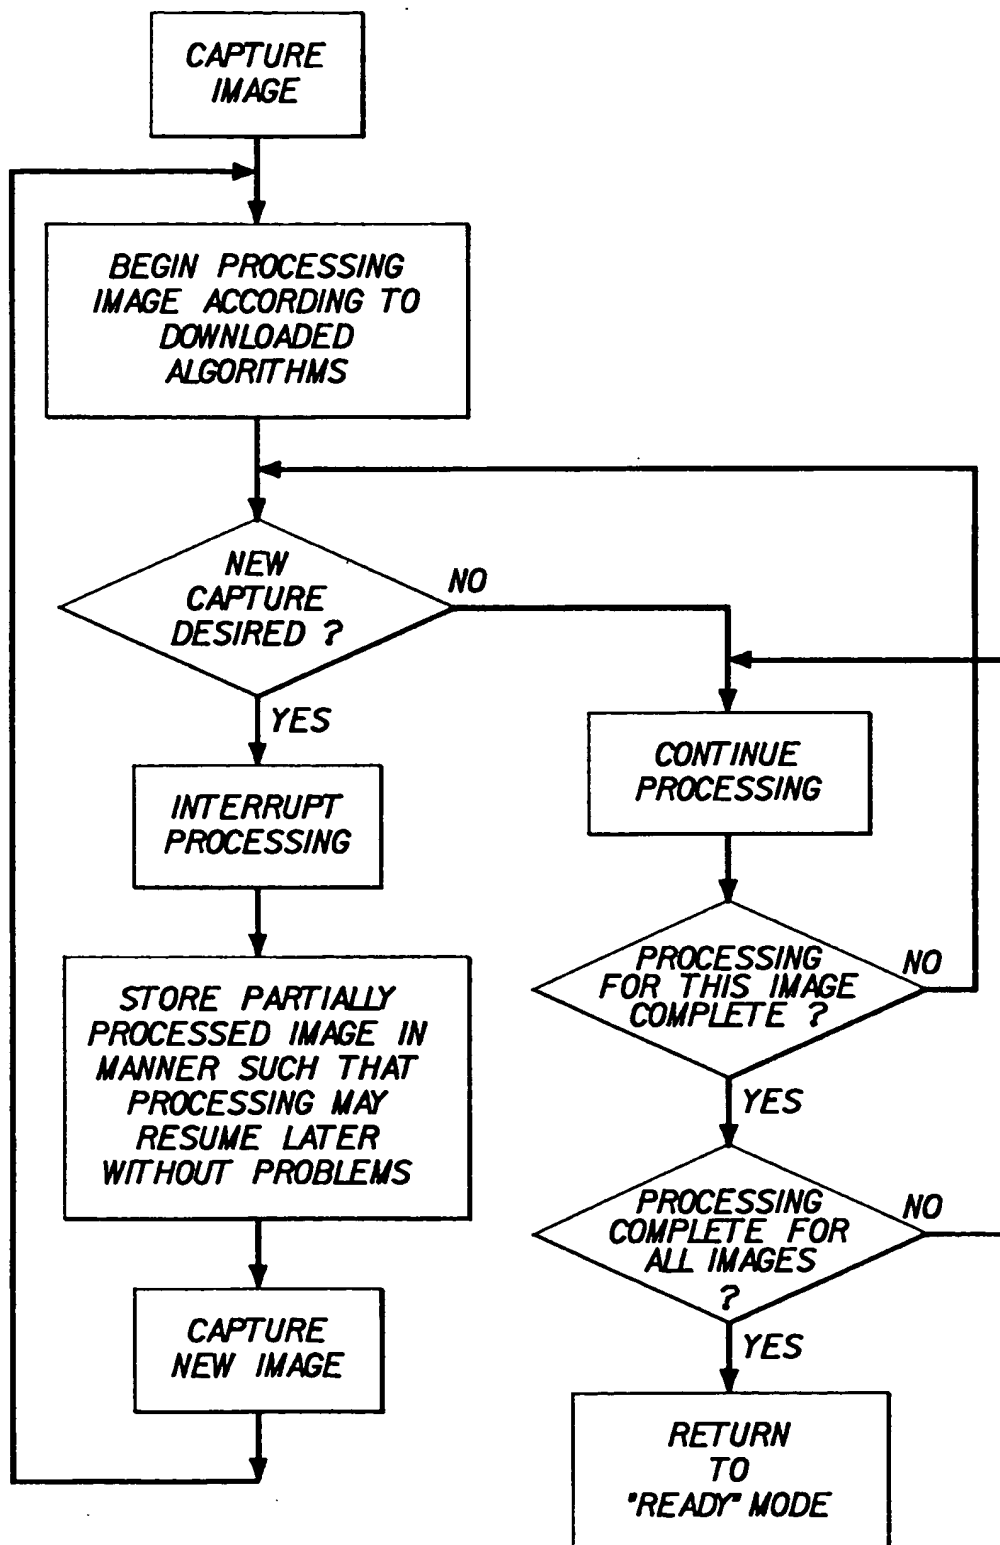 CAPTURE
IMAGE
BEGIN PROCESSING
IMAGE ACCORDING TO
DOWNLOADED
ALGORITHMS
NEW
CAPTURE
DESIRED ?
NO
YES
INTERRUPT
PROCESSING
STORE PARTIALLY
PROCESSED IMAGE IN
MANNER SUCH THAT
PROCESSING MAY
RESUME LATER
WITHOUT PROBLEMS
CAPTURE
NEW IMAGE
CONTINUE
PROCESSING
PROCESSING
FOR THIS IMAGE
COMPLETE ?
NO
YES
PROCESSING
COMPLETE FOR
ALL IMAGES
?
NO
YES
RETURN
TO
"READY" MODE